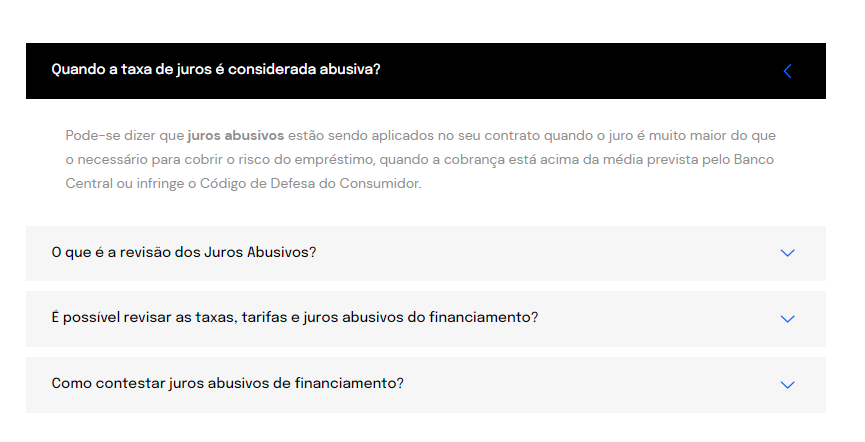 Quando a taxa de juros é considerada abusiva?
Pode-se dizer que juros abusivos estão sendo aplicados no seu contrato quando o juro é muito maior do que
o necessário para cobrir o risco do empréstimo, quando a cobrança está acima da média prevista pelo Banco
Central ou infringe o Código de Defesa do Consumidor.
O que é a revisão dos Juros Abusivos?
É possível revisar as taxas, tarifas e juros abusivos do financiamento?
Como contestar juros abusivos de financiamento?